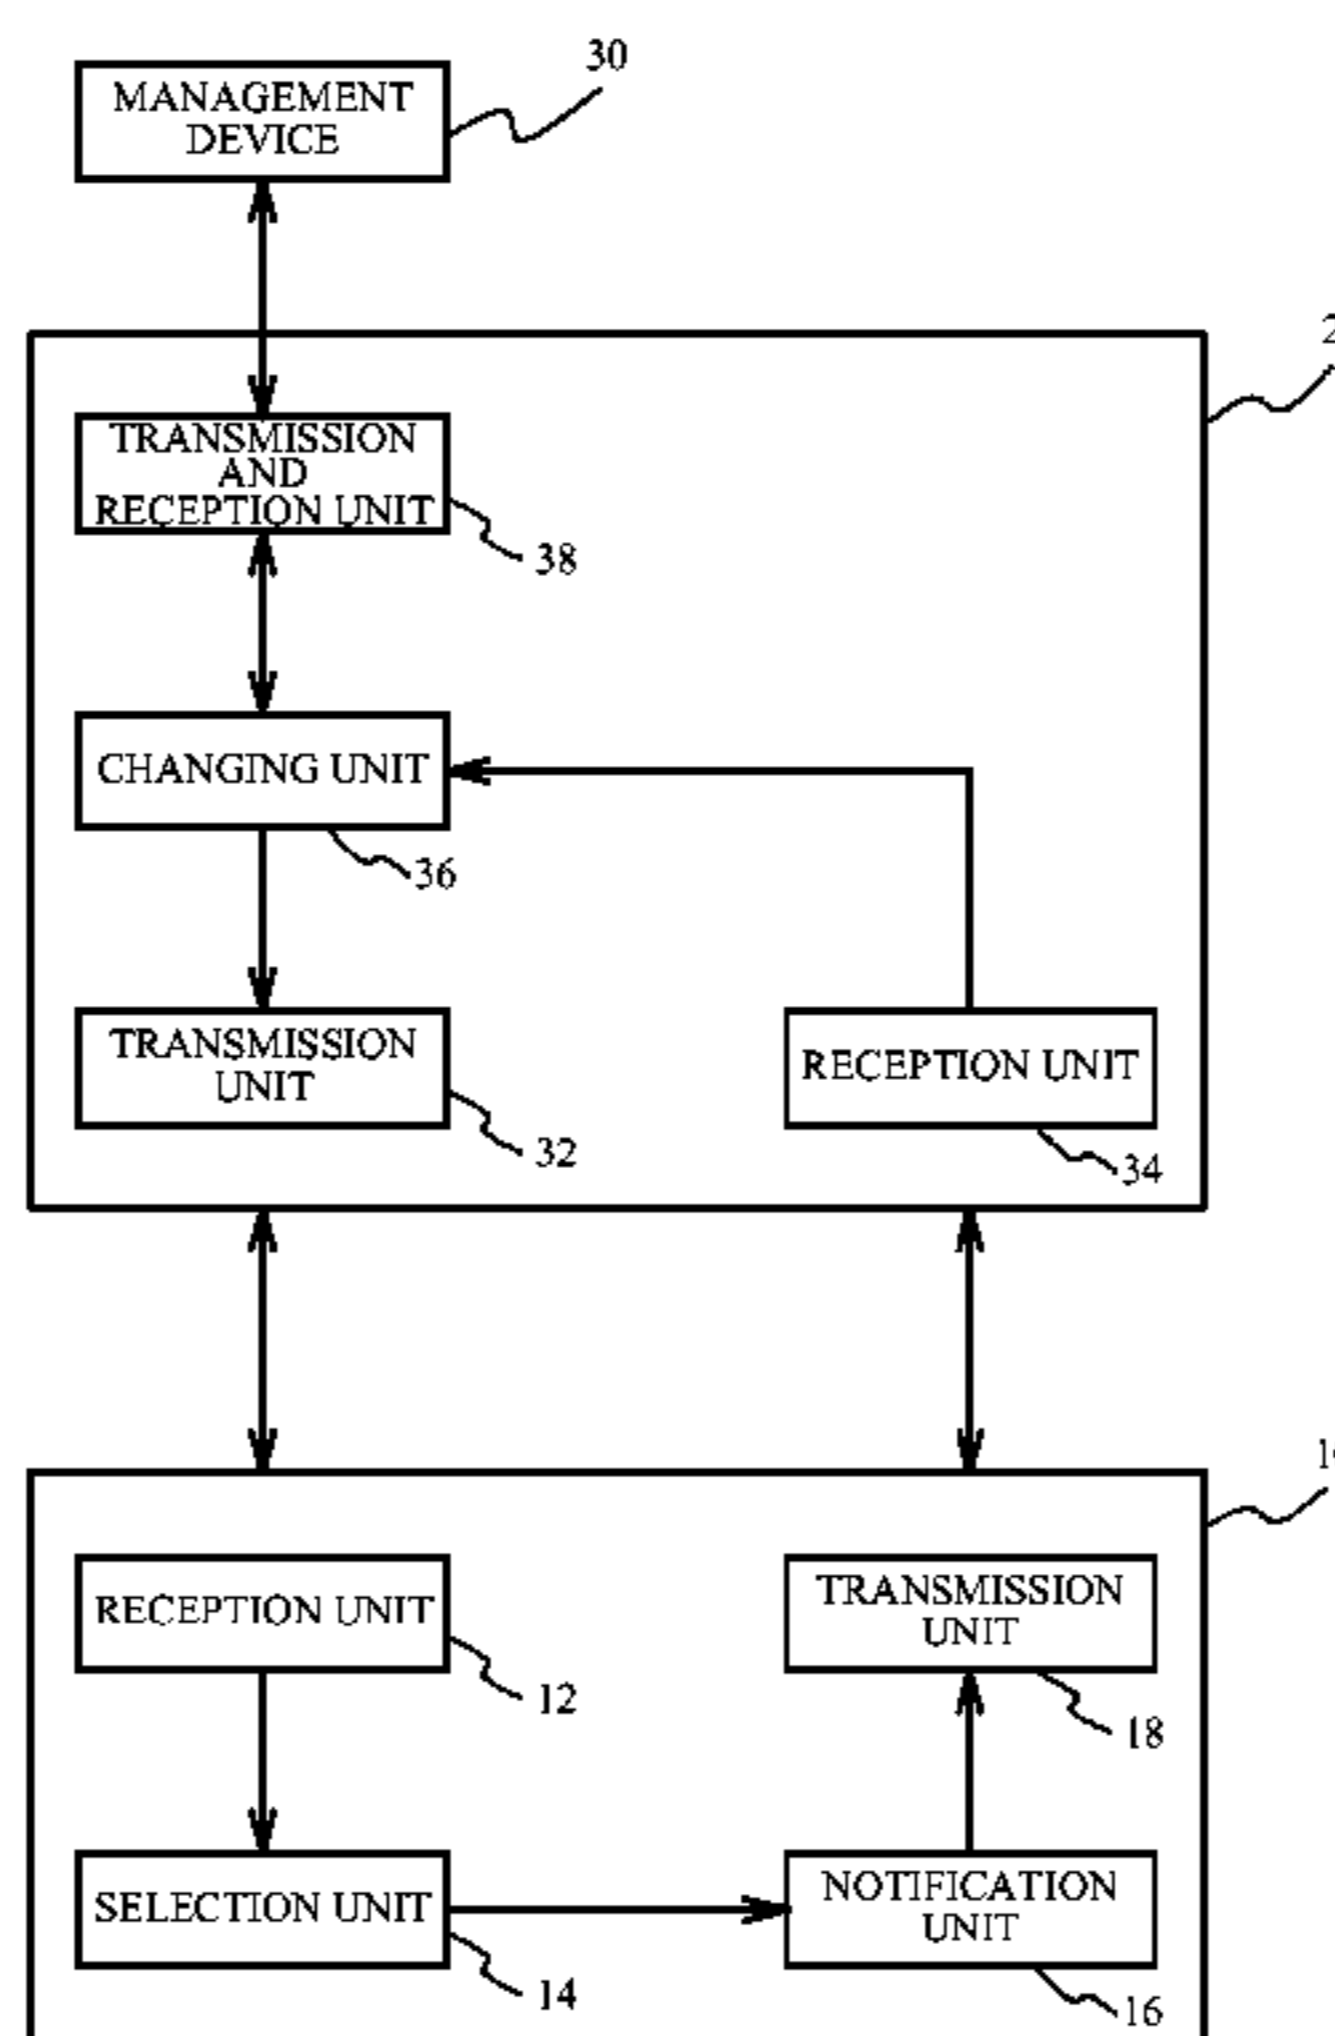 30
MANAGEMENT
DEVICE
TRANSMISSION
AND
RECEPTION UNIT
38
CHANGING UNIT
36
TRANSMISSION
UNIT
32
RECEPTION UNIT
34
RECEPTION UNIT
12
TRANSMISSION
UNIT
18
SELECTION UNIT
14
NOTIFICATION
UNIT
16